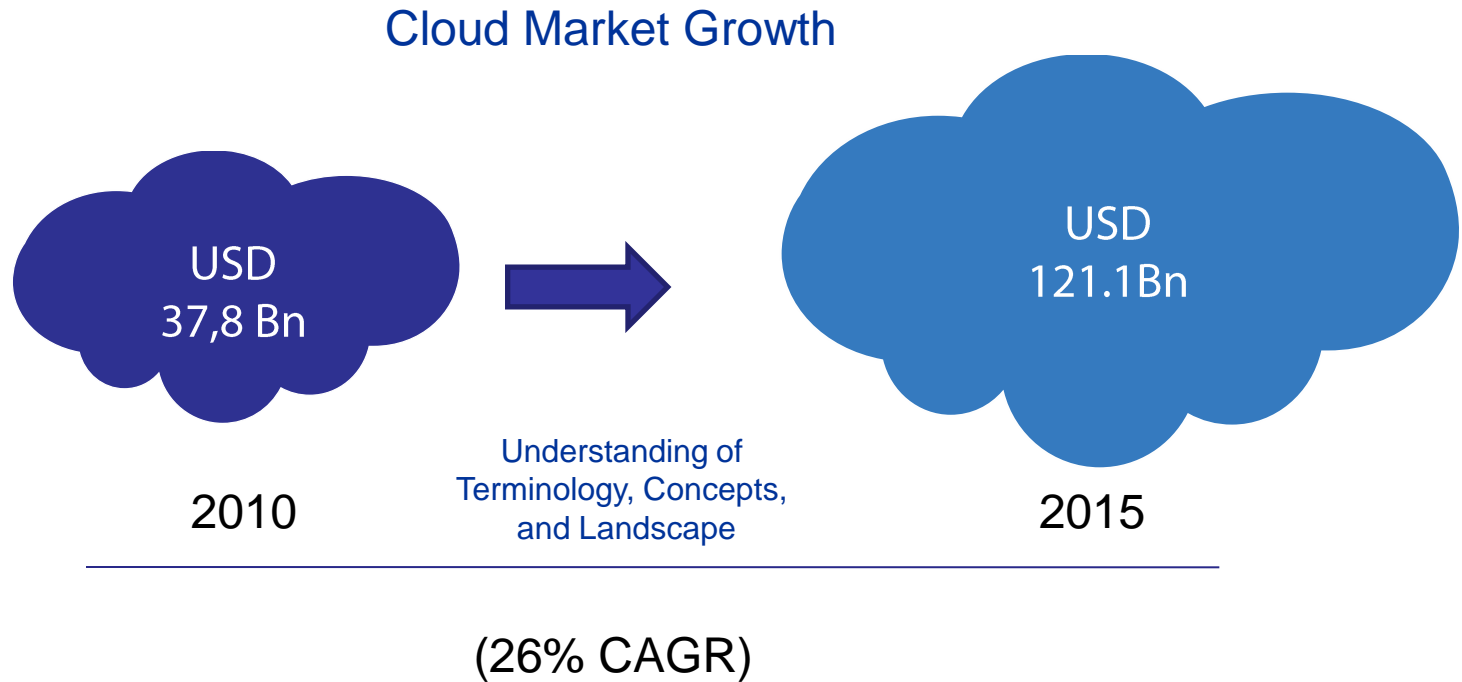 Cloud Market Growth
USD
37,8 Bn
USD
121.1Bn
Understanding of
Terminology, Concepts,
and Landscape
2010
2015
(26% CAGR)